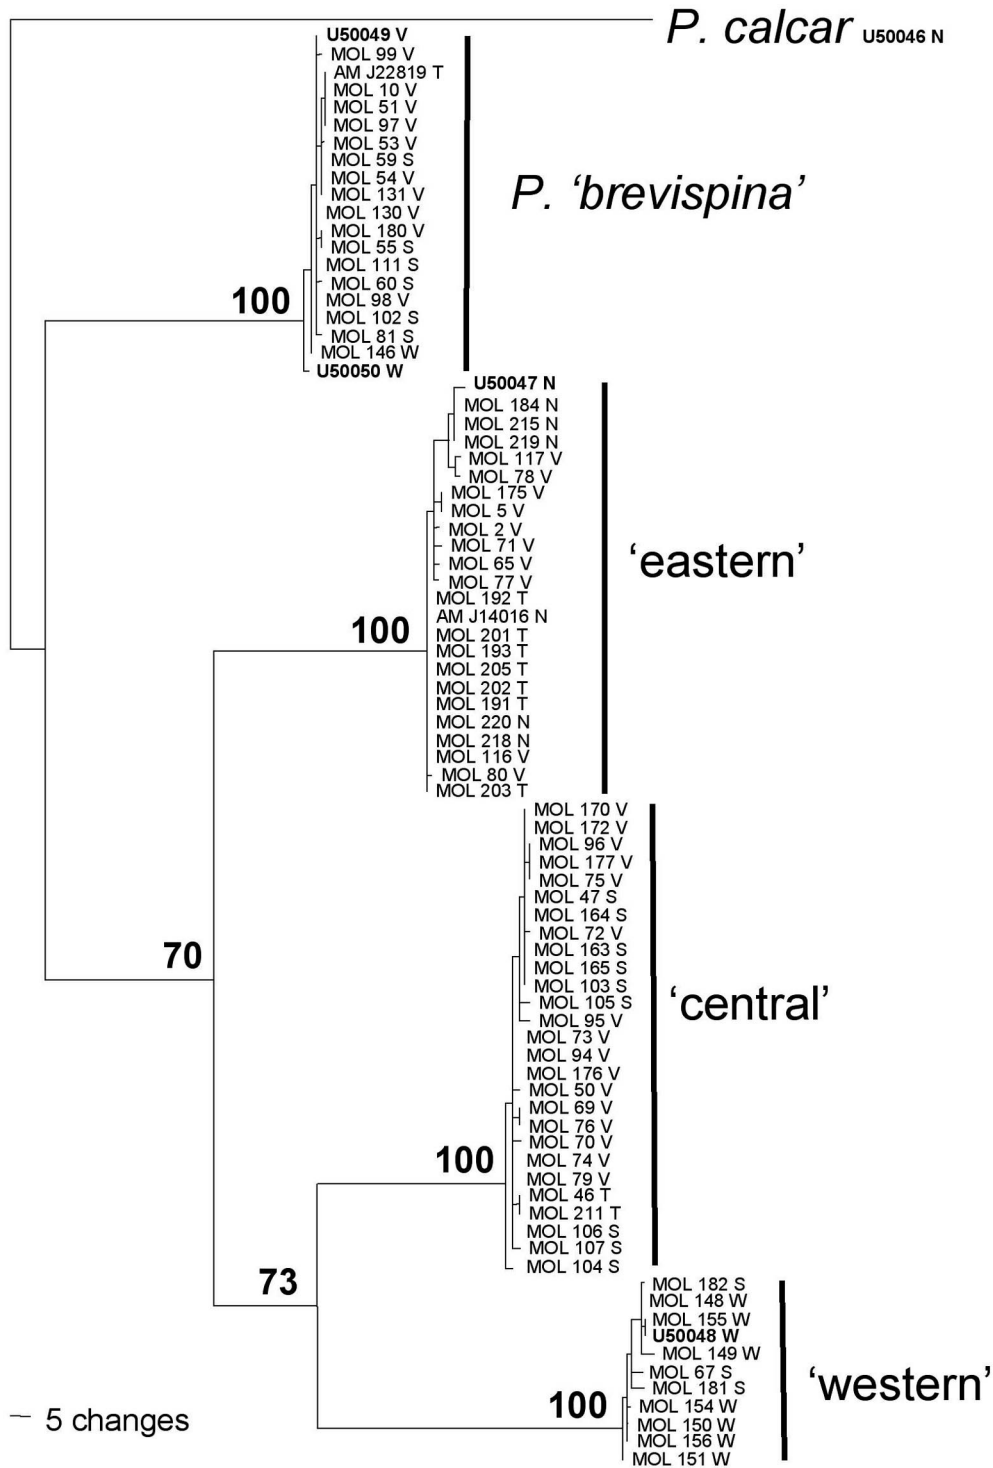 P. calcar U50046 N
U50049 V
MOL 99 V
AM J22819 T
MOL 10 V
MOL 51 V
MOL 97 V
MOL 53 V
MOL 59 S
MOL 54 V
MOL 131 V
P. ‘brevispina’
MOL 130 V
MOL 180 V
MOL 55 S
MOL 111 S
MOL 60 S
100
MOL 98 V
MOL 102 S
MOL 81 S
MOL 146 W
U50050 W
U50047 N
MOL 184 N
MOL 215 N
MOL 219 N
MOL 117 V
MOL 78 V
MOL 175 V
MOL 5 V
MOL 2 V
MOL 71 V
‘eastern’
MOL 65 V
MOL 77 V
MOL 192 T
AM J14016 N
100
MOL 201 T
MOL 193 T
MOL 205 T
MOL 202 T
MOL 191 T
MOL 220 N
MOL 218 N
MOL 116 V
MOL 80 V
MOL 203 T
MOL 170 V
MOL 172 V
MOL 96 V
MOL 177 V
MOL 75 V
MOL 47 S
MOL 164 S
MOL 72 V
MOL 163 S
70
MOL 165 S
MOL 103 S
MOL 105 S
‘central’
MOL 95 V
MOL 73 V
MOL 94 V
MOL 176 V
MOL 50 V
MOL 69 V
MOL 76 V
MOL 70 V
100
MOL 74 V
MOL 79 V
MOL 46 T
MOL 211 T
MOL 106 S
MOL 107 S
MOL 104 S
73
MOL 182 S
MOL 148 W
MOL 155 W
U50048 W
MOL 149 W
MOL 67 S
‘western’
MOL 181 S
100
MOL 154 W
MOL 150 W
5 changes
MOL 156 W
MOL 151 W